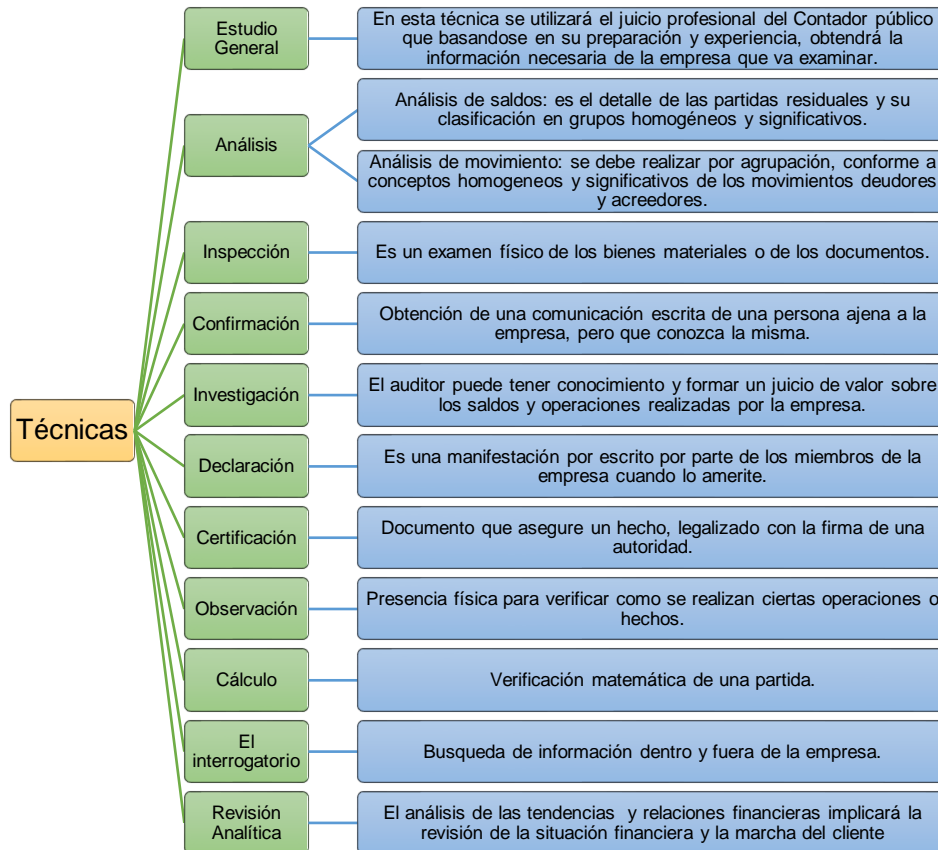 Técnicas
Estudio
General
En esta técnica se utilizará el juicio profesional del Contador público
que basandose en su preparación y experiencia, obtendrá la
información necesaria de la empresa que va examinar.
Análisis
Análisis de saldos: es el detalle de las partidas residuales y su
clasificación en grupos homogéneos y significativos.
Análisis de movimiento: se debe realizar por agrupación, conforme a
conceptos homogeneos y significativos de los movimientos deudores
y acreedores.
Inspección
Es un examen físico de los bienes materiales o de los documentos.
Confirmación
Obtención de una comunicación escrita de una persona ajena a la
empresa, pero que conozca la misma.
Investigación
El auditor puede tener conocimiento y formar un juicio de valor sobre
los saldos y operaciones realizadas por la empresa.
Declaración
Es una manifestación por escrito por parte de los miembros de la
empresa cuando lo amerite.
Certificación
Documento que asegure un hecho, legalizado con la firma de una
autoridad.
Observación
Presencia física para verificar como se realizan ciertas operaciones o
hechos.
Cálculo
Verificación matemática de una partida.
El
interrogatorio
Busqueda de información dentro y fuera de la empresa.
Revisión
Analítica
El análisis de las tendencias y relaciones financieras implicará la
revisión de la situación financiera y la marcha del cliente